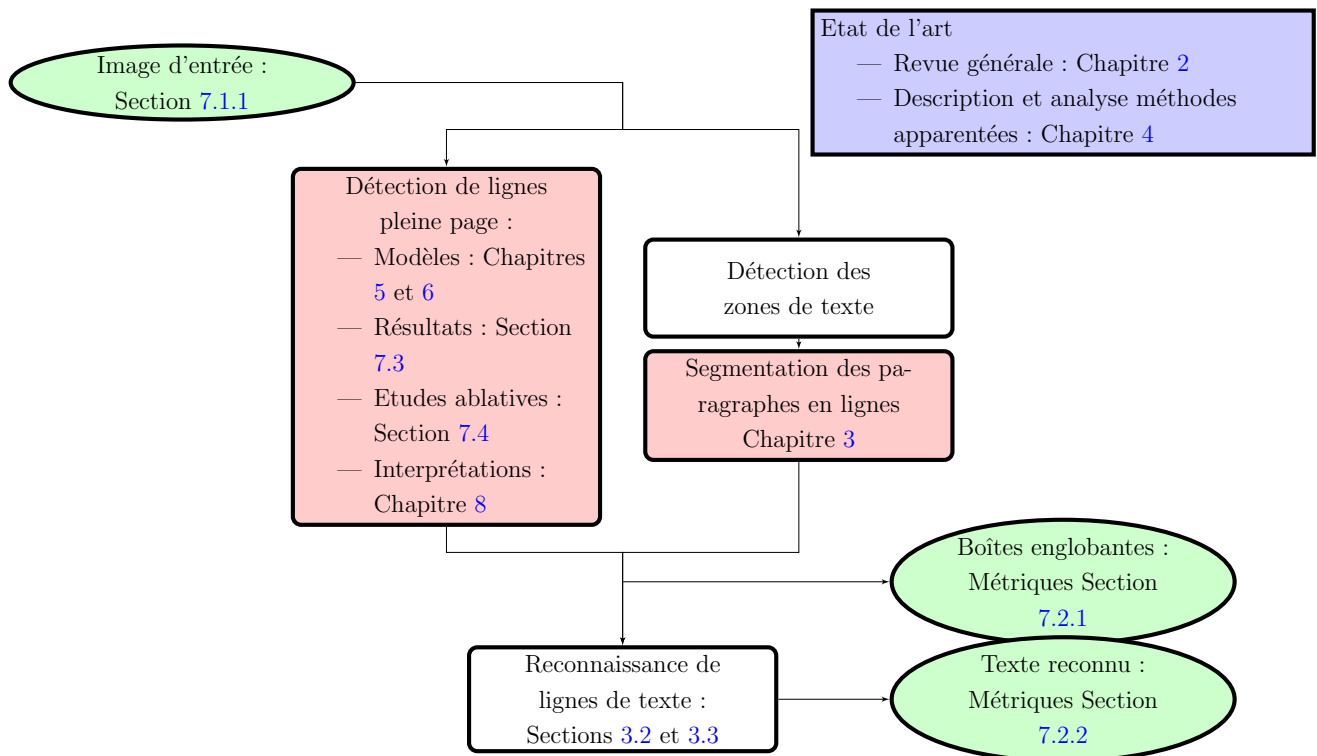 Image d'entrée :
Section 7.1.1
Etat de l'art
— Revue générale : Chapitre 2
— Description et analyse méthodes
apparentées : Chapitre 4
Détection de lignes
pleine page :
— Modèles : Chapitres
5 et 6
— Résultats : Section
7.3
— Etudes ablatives :
Section 7.4
— Interprétations :
Chapitre 8
Détection des
zones de texte
Segmentation des pa-
ragraphes en lignes
Chapitre 3
Boîtes englobantes :
Métriques Section
7.2.1
Reconnaissance de
lignes de texte :
Sections 3.2 et 3.3
Texte reconnu :
Métriques Section
7.2.2